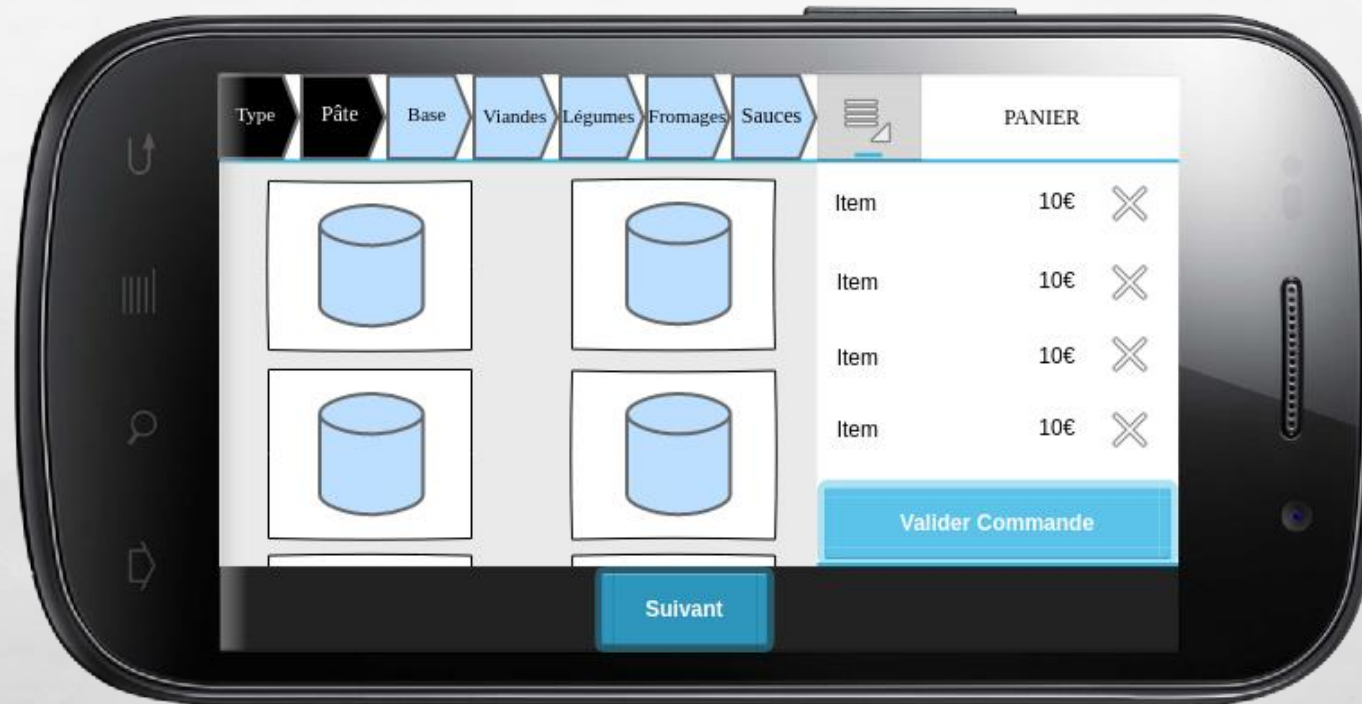 Type Pâte Base Viandes Légumes Fromages Sauces PANIER
Item 10€
Item 10€
Item 10€
Item 10€
Valider Commande
Suivant